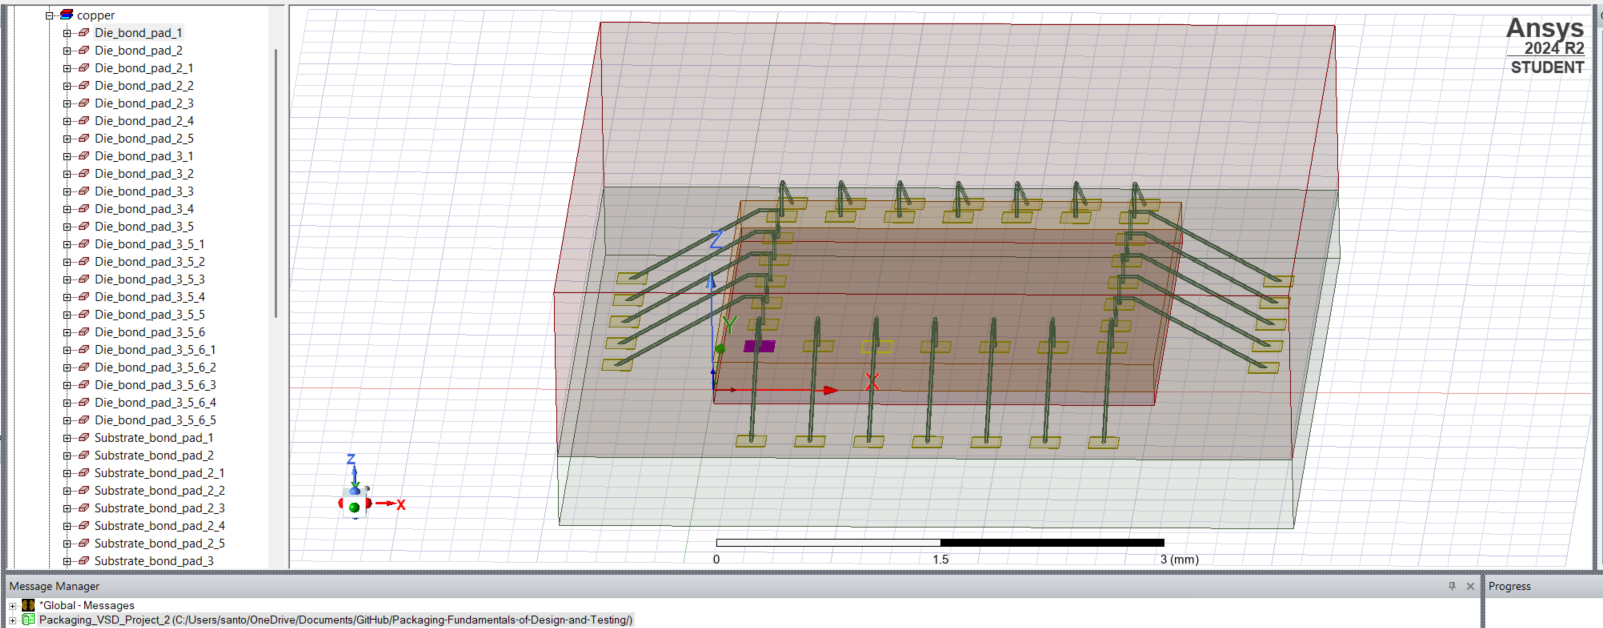 copper
Die_bond_pad_1
Die_bond_pad_2
Die_bond_pad_2_1
Die_bond_pad_2_2
Die_bond_pad_2_3
Die_bond_pad_2_4
Die_bond_pad_2_5
Die_bond_pad_3_1
Die_bond_pad_3_2
Die_bond_pad_3_3
Die_bond_pad_3_4
Die_bond_pad_3_5
Die_bond_pad_3_5_1
Die_bond_pad_3_5_2
Die_bond_pad_3_5_3
Die_bond_pad_3_5_4
Die_bond_pad_3_5_5
Die_bond_pad_3_5_6
Die_bond_pad_3_5_6_1
Die_bond_pad_3_5_6_2
Die_bond_pad_3_5_6_3
Die_bond_pad_3_5_6_4
Die_bond_pad_3_5_6_5
Substrate_bond_pad_1
Substrate_bond_pad_2
Substrate_bond_pad_2_1
Substrate_bond_pad_2_2
Substrate_bond_pad_2_3
Substrate_bond_pad_2_4
Substrate_bond_pad_2_5
Substrate_bond_pad_3
Ansys
2024 R2
STUDENT
Z
Y
X
Z
X
0 1.5 3 (mm)
Message Manager
*Global - Messages
Packaging_VSD_Project_2 (C:/Users/santo/OneDrive/Documents/GitHub/Packaging-Fundamentals-of-Design-and-Testing/)
Progress